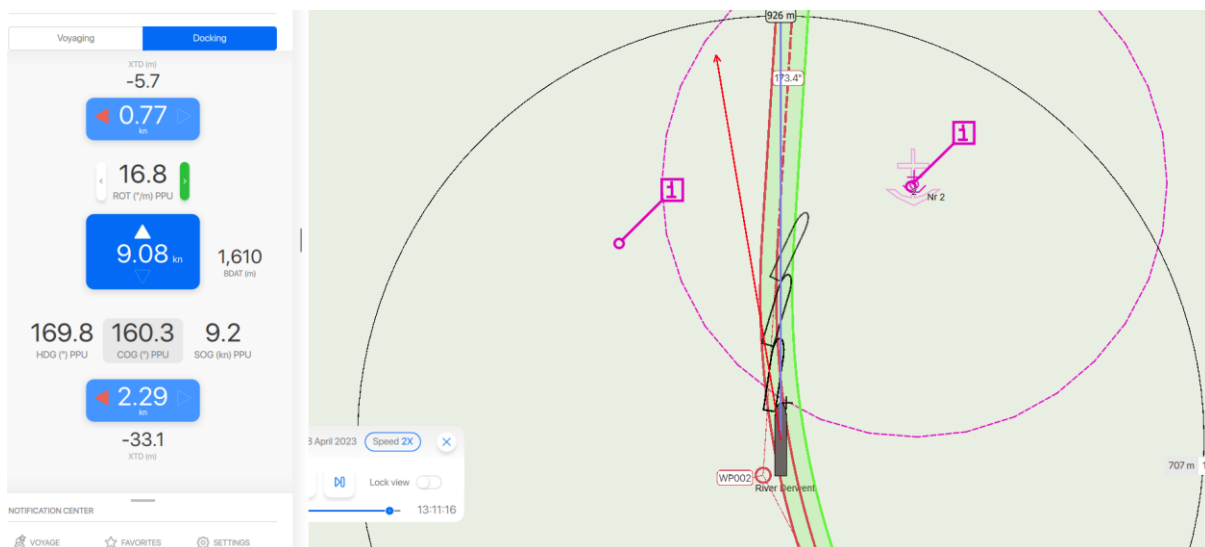 Voyaging
Docking
XTD (m)
-5.7
0.77
kn
16.8
ROT (°/m) PPU
9.08 kn
1,610
BDAT (m)
169.8
HDG (°) PPU
160.3
COG (°) PPU
9.2
SOG (kn) PPU
2.29
kn
-33.1
XTD (m)
NOTIFICATION CENTER
VOYAGE
FAVORITES
SETTINGS
926 m
173.4°
1
1
Nr 2
707 m
WP002
River Derwent
April 2023
Speed 2X
Lock view
13:11:16